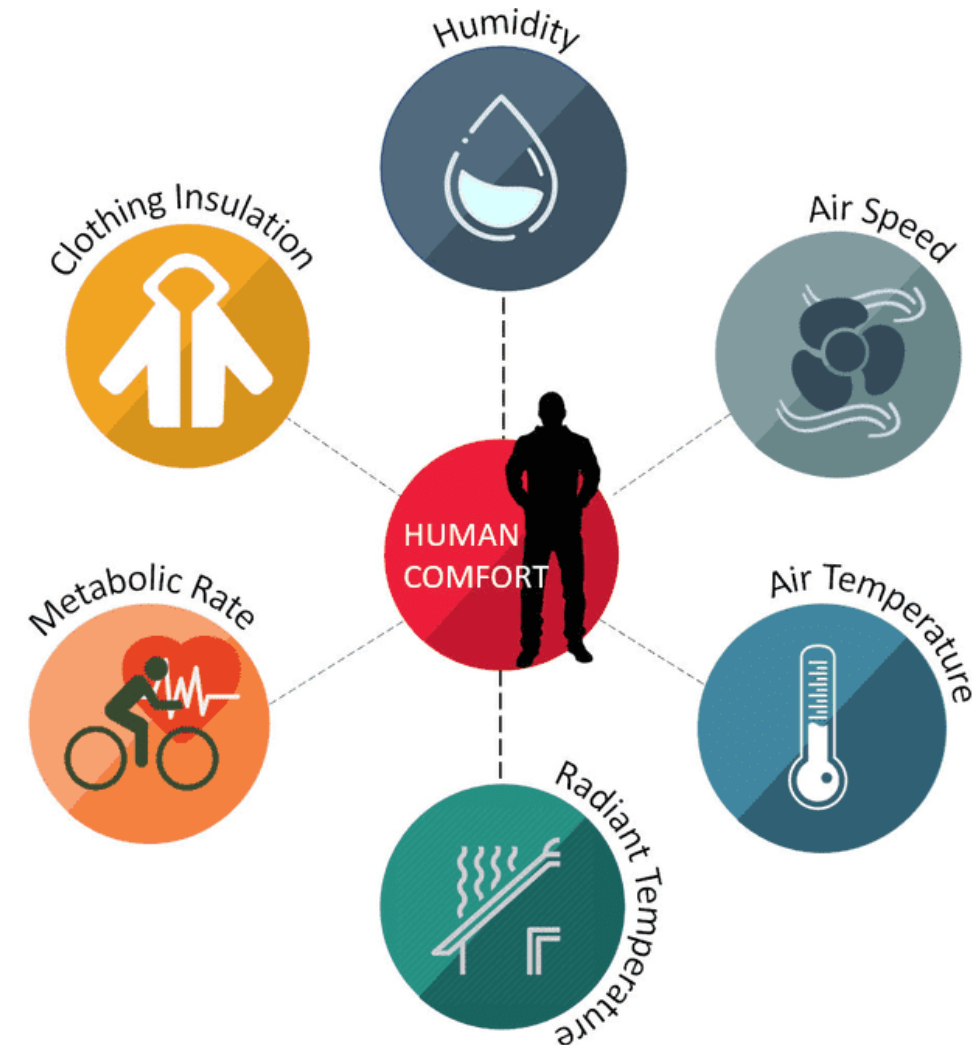 Humidity
Clothing Insulation
Air Speed
HUMAN
COMFORT
Metabolic Rate
Air Temperature
Radiant Temperature